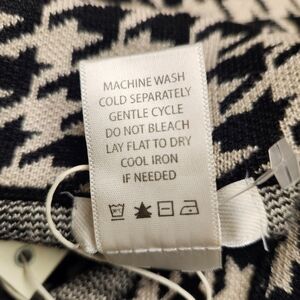 MACHINE WASH
COLD SEPARATELY
GENTLE CYCLE
DO NOT BLEACH
LAY FLAT TO DRY
COOL IRON
IF NEEDED